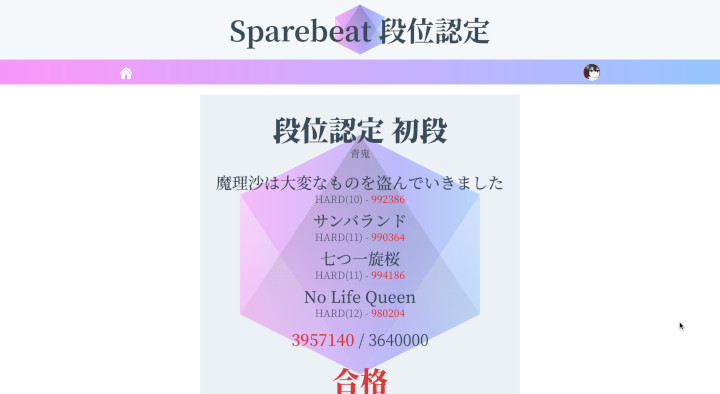 Sparebeat 段位認定
段位認定 初段
青鬼
魔理沙は大変なものを盗んでいきました
HARD(10) - 992386
サンバランド
HARD(11) - 990364
七つ一旋桜
HARD(11) - 994186
No Life Queen
HARD(12) - 980204
3957140 / 3640000
合格